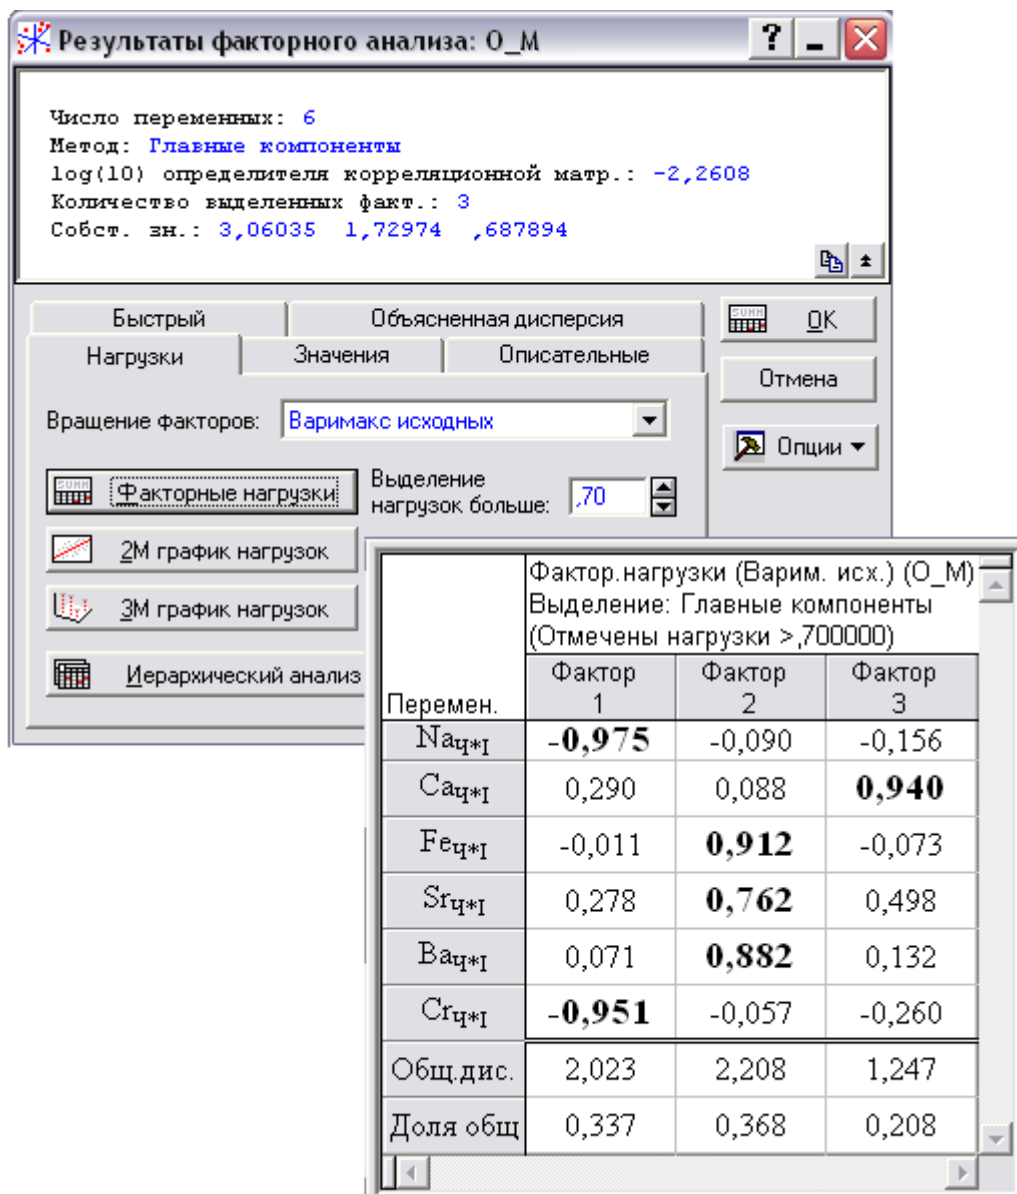 Результаты факторного анализа: O_M
Число переменных: 6
Метод: Главные компоненты
log(10) определителя корреляционной матр.: -2,2608
Количество выделенных факт.: 3
Собст. зн.: 3,06035 1,72974 ,687894
Быстрый Объясненная дисперсия
Нагрузки Значения Описательные
OK
Отмена
Опции
Вращение факторов: Варимакс исходных
Факторные нагрузки
Выделение
нагрузок больше: ,70
2М график нагрузок
3М график нагрузок
Иерархический анализ
Фактор.нагрузки (Варим. исх.) (O_M)
Выделение: Главные компоненты
(Отмечены нагрузки >,700000)
Перемен. Фактор 1 Фактор 2 Фактор 3
NaЧ*I -0,975 -0,090 -0,156
CaЧ*I 0,290 0,088 0,940
FeЧ*I -0,011 0,912 -0,073
SrЧ*I 0,278 0,762 0,498
BaЧ*I 0,071 0,882 0,132
CrЧ*I -0,951 -0,057 -0,260
Общ.дис. 2,023 2,208 1,247
Доля общ 0,337 0,368 0,208